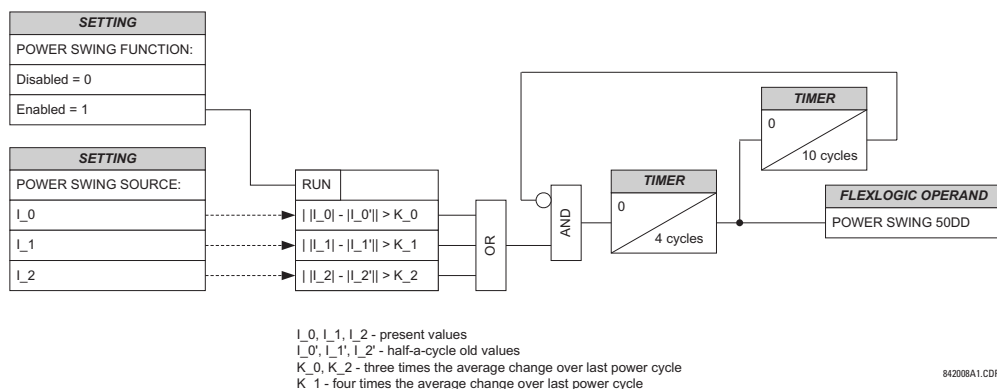 SETTING
POWER SWING FUNCTION:
Disabled = 0
Enabled = 1
SETTING
POWER SWING SOURCE:
I_0
I_1
I_2
RUN
| |I_0| - |I_0'|| > K_0
| |I_1| - |I_1'|| > K_1
| |I_2| - |I_2'|| > K_2
OR
AND
TIMER
0
4 cycles
TIMER
0
10 cycles
FLEXLOGIC OPERAND
POWER SWING 50DD
I_0, I_1, I_2 - present values
I_0', I_1', I_2' - half-a-cycle old values
K_0, K_2 - three times the average change over last power cycle
K_1 - four times the average change over last power cycle
842008A1.CDR